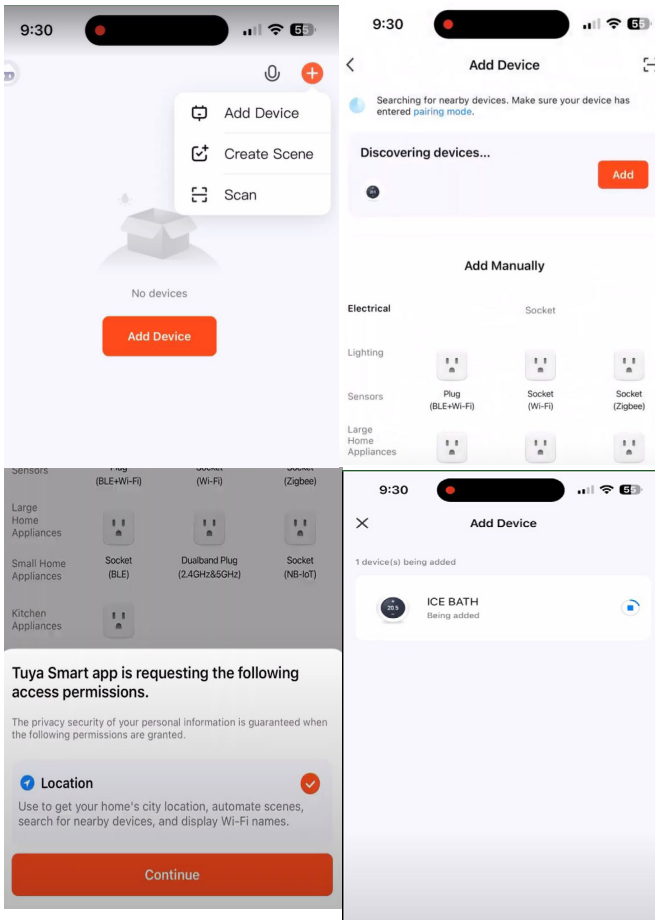 9:30
55
Add Device
Create Scene
Scan
No devices
Add Device
9:30
55
Add Device
Searching for nearby devices. Make sure your device has
entered pairing mode.
Discovering devices...
Add
Add Manually
Electrical
Socket
Lighting
Sensors
Plug
(BLE+Wi-Fi)
Socket
(Wi-Fi)
Socket
(Zigbee)
Large
Home
Appliances
Sensors
Plug
(BLE+Wi-Fi)
Socket
(Wi-Fi)
Socket
(Zigbee)
Large
Home
Appliances
Small Home
Appliances
Socket
(BLE)
Dualband Plug
(2.4GHz&5GHz)
Socket
(NB-IoT)
Kitchen
Appliances
Tuya Smart app is requesting the following
access permissions.
The privacy security of your personal information is guaranteed when
the following permissions are granted.
Location
Use to get your home's city location, automate scenes,
search for nearby devices, and display Wi-Fi names.
Continue
9:30
55
Add Device
1 device(s) being added
20.5
ICE BATH
Being added